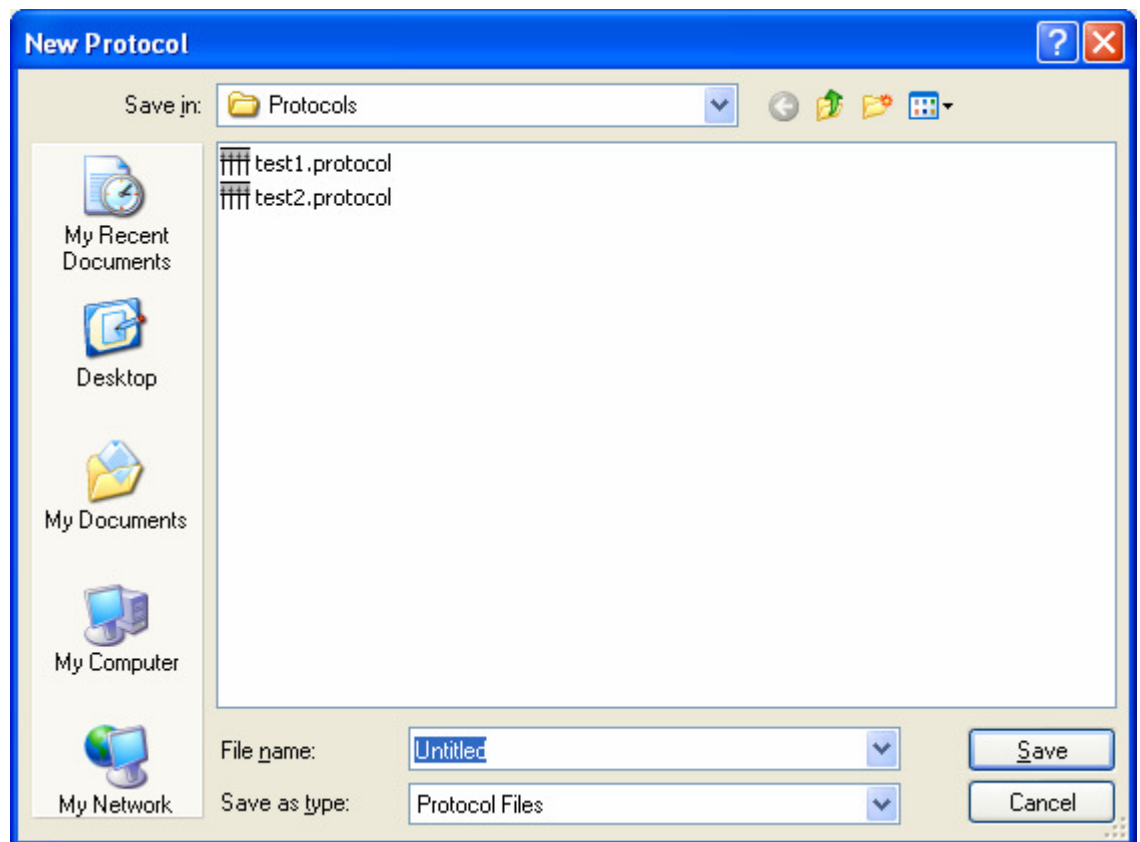 New Protocol
Save in: Protocols
test1.protocol
test2.protocol
My Recent
Documents
Desktop
My Documents
My Computer
My Network
File name: Untitled Save
Save as type: Protocol Files Cancel